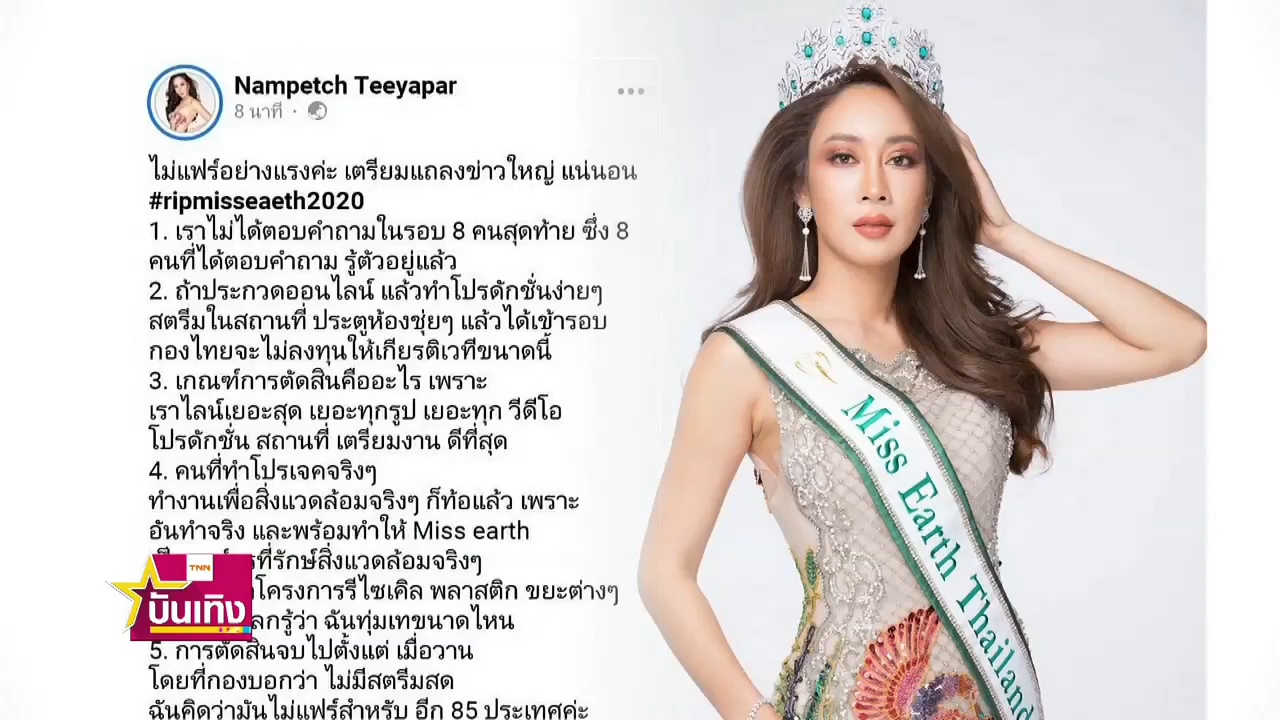 Nampetch Teeyapar
8 นาที ·
ไม่แฟร์อย่างแรงค่ะ เตรียมแถลงข่าวใหญ่ แน่นอน
#ripmisseaeth2020
1. เราไม่ได้ตอบคำถามในรอบ 8 คนสุดท้าย ซึ่ง 8
คนที่ได้ตอบคำถาม รู้ตัวอยู่แล้ว
2. ถ้าประกวดออนไลน์ แล้วทำโปรดักชั่นง่ายๆ
สตรีมในสถานที่ ประตูห้องซุ่ยๆ แล้วได้เข้ารอบ
กองไทยจะไม่ลงทุนให้เกียรติเวทีขนาดนี้
3. เกณฑ์การตัดสินคืออะไร เพราะ
เราไลน์เยอะสุด เยอะทุกรูป เยอะทุก วีดีโอ
โปรดักชั่น สถานที่ เตรียมงาน ดีที่สุด
4. คนที่ทำโปรเจคจริงๆ
ทำงานเพื่อสิ่งแวดล้อมจริงๆ ก็ท้อแล้ว เพราะ
อันทำจริง และพร้อมทำให้ Miss earth
ที่รักษ์สิ่งแวดล้อมจริงๆ
โครงการรีไซเคิล พลาสติก ขยะต่างๆ
ลกรู้ว่า ฉันทุ่มเทขนาดไหน
5. การตัดสินจบไปตั้งแต่ เมื่อวาน
โดยที่กองบอกว่า ไม่มีสตรีมสด
ฉันคิดว่ามันไม่แฟร์สำหรับ อีก 85 ประเทศค่ะ
TNN
บันเทิง
Miss Earth Thailand